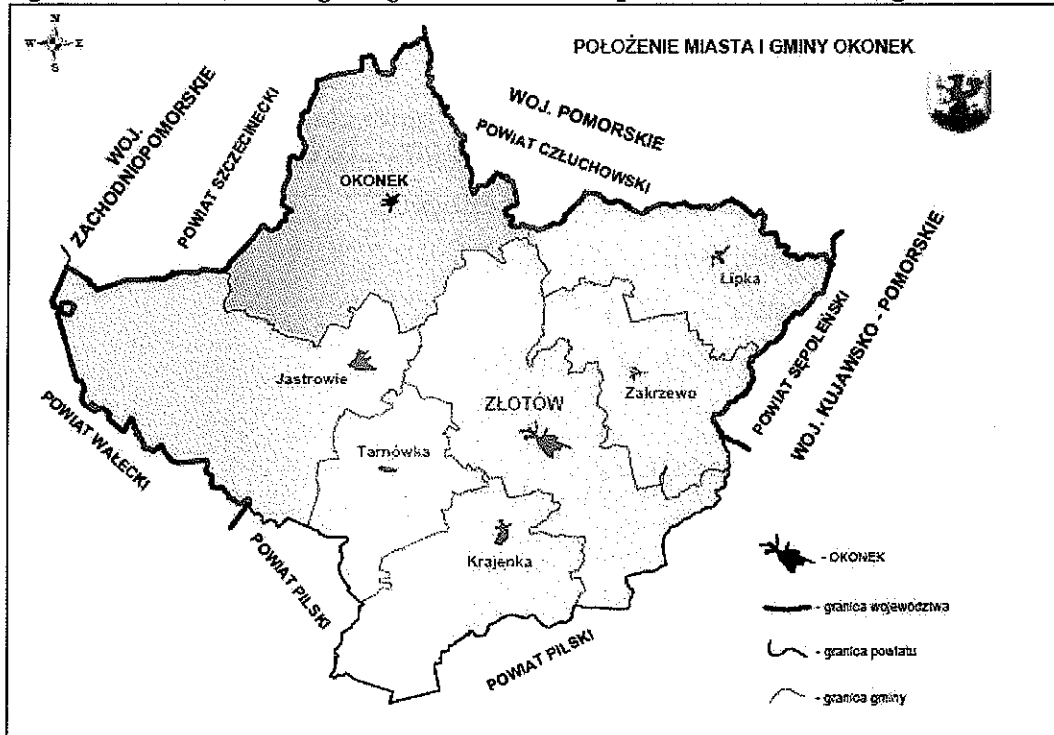 N
W E
S
POŁOŻENIE MIASTA I GMINY OKONEK
WOJ.
ZACHODNIOPOMORSKIE
POWIAT SZCZECINECKI
WOJ. POMORSKIE
POWIAT CZŁUCHOWSKI
OKONEK
Lipka
POWIAT SĘPOLEŃSKI
WOJ. KUJAWSKO - POMORSKIE
Jastrowie
Zakrzewo
ZŁOTÓW
Tarnówka
POWIAT WAŁECKI
Krajenka
POWIAT PILSKI
POWIAT PILSKI
- OKONEK
- granica województwa
- granica powiatu
- granica gminy